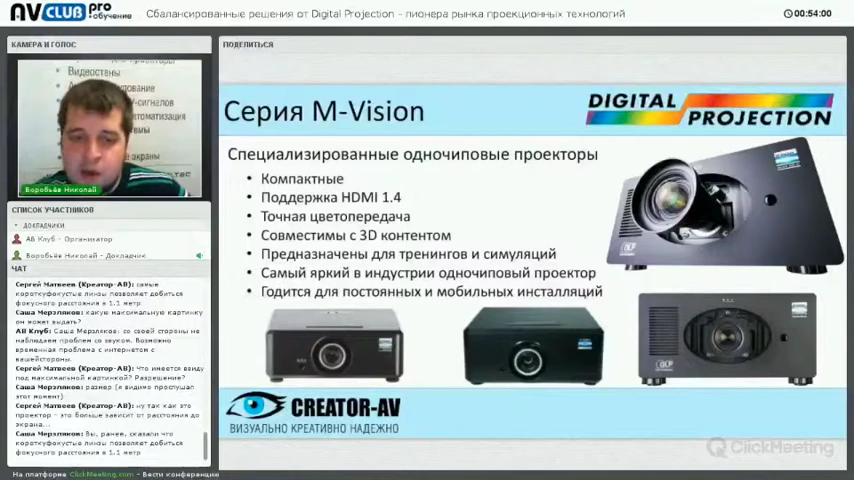 AV CLUB pro обучение
Сбалансированные решения от Digital Projection - пионера рынка проекционных технологий
00:54:00
КАМЕРА И ГОЛОС
Видеостены
Воробьёв Николай
СПИСОК УЧАСТНИКОВ
ДОКЛАДЧИКИ
АВ Клуб - Организатор
Воробьёв Николай - Докладчик
ЧАТ
Сергей Матвеев (Креатор-АВ): самые
короткофокустые линзы позволяет добиться
фокусного расстояния в 1.1 метр
Саша Мерзляков: какую максимальную картинку
он может выдать?
АВ Клуб: Саша Мерзляков: со своей стороны не
наблюдаем проблем со звуком. Возможны
временная проблема с интернетом с
вашейстороны.
Сергей Матвеев (Креатор-АВ): Что имеется ввиду
под максимальной картинкой? Разрешение?
Саша Мерзляков: размер (я видимо прослушал
этот момент)
Сергей Матвеев (Креатор-АВ): ну так как это
проектор - это больше зависит от расстояния до
экрана...
Саша Мерзляков: Вы, ранее, сказали что
короткофокустые линзы позволяет добиться
фокусного расстояния в 1.1 метр
На платформе ClickMeeting.com - Вести конференцию
ПОДЕЛИТЬСЯ
Серия M-Vision
DIGITAL PROJECTION
Специализированные одночиповые проекторы
• Компактные
• Поддержка HDMI 1.4
• Точная цветопередача
• Совместимы с 3D контентом
• Предназначены для тренингов и симуляций
• Самый яркий в индустрии одночиповый проектор
• Годится для постоянных и мобильных инсталляций
CREATOR-AV
ВИЗУАЛЬНО КРЕАТИВНО НАДЕЖНО
ClickMeeting